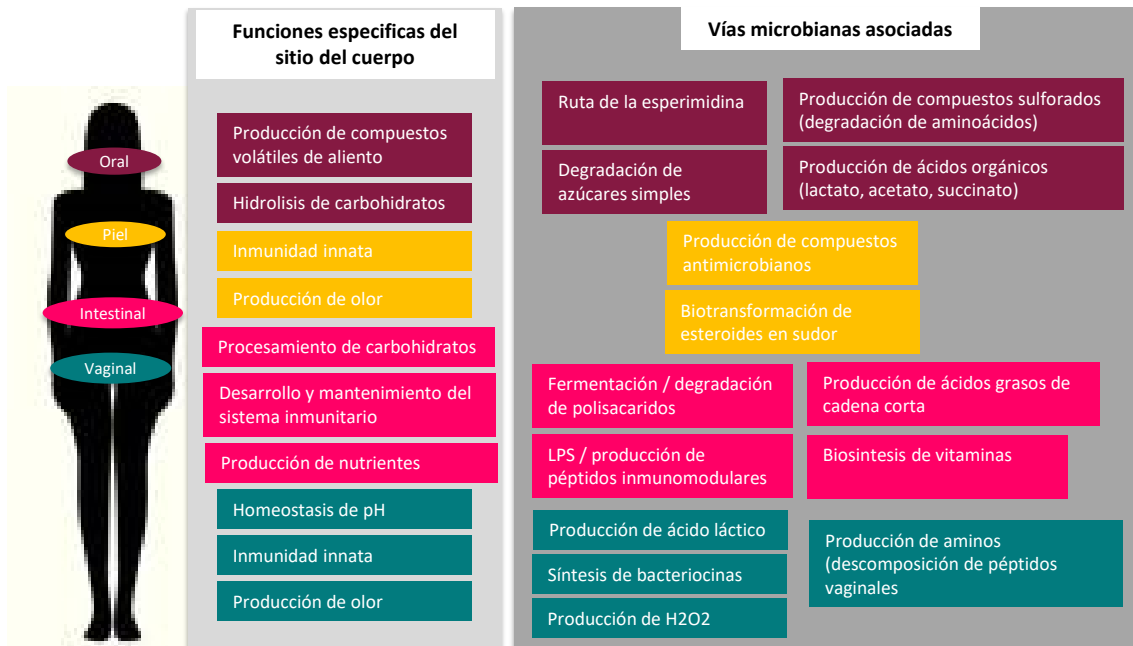 Funciones especificas del
sitio del cuerpo
Vías microbianas asociadas
Oral
Piel
Intestinal
Vaginal
Producción de compuestos
volátiles de aliento
Hidrolisis de carbohidratos
Inmunidad innata
Producción de olor
Procesamiento de carbohidratos
Desarrollo y mantenimiento del
sistema inmunitario
Producción de nutrientes
Homeostasis de pH
Inmunidad innata
Producción de olor
Ruta de la esperimidina
Producción de compuestos sulforados
(degradación de aminoácidos)
Degradación de
azúcares simples
Producción de ácidos orgánicos
(lactato, acetato, succinato)
Producción de compuestos
antimicrobianos
Biotransformación de
esteroides en sudor
Fermentación / degradación
de polisacaridos
Producción de ácidos grasos de
cadena corta
LPS / producción de
péptidos inmunomodulares
Biosintesis de vitaminas
Producción de ácido láctico
Síntesis de bacteriocinas
Producción de H2O2
Producción de aminos
(descomposición de péptidos
vaginales